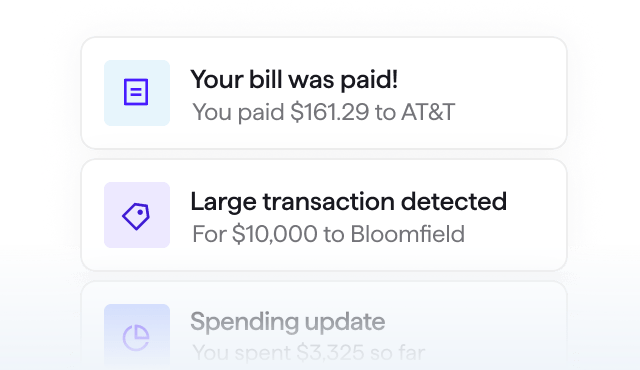 Your bill was paid!
You paid $161.29 to AT&T
Large transaction detected
For $10,000 to Bloomfield
Spending update
You spent $3,325 so far